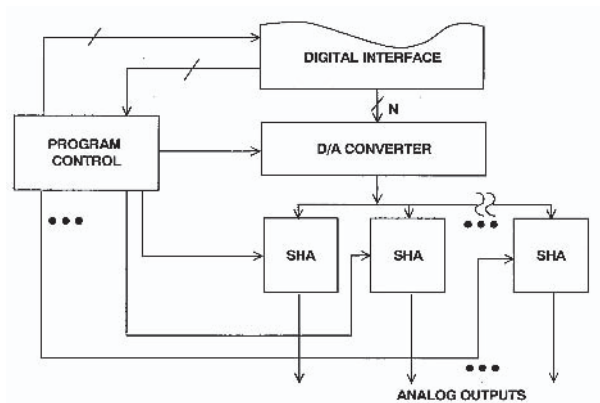 DIGITAL INTERFACE
N
PROGRAM
CONTROL
D/A CONVERTER
SHA
SHA
SHA
ANALOG OUTPUTS